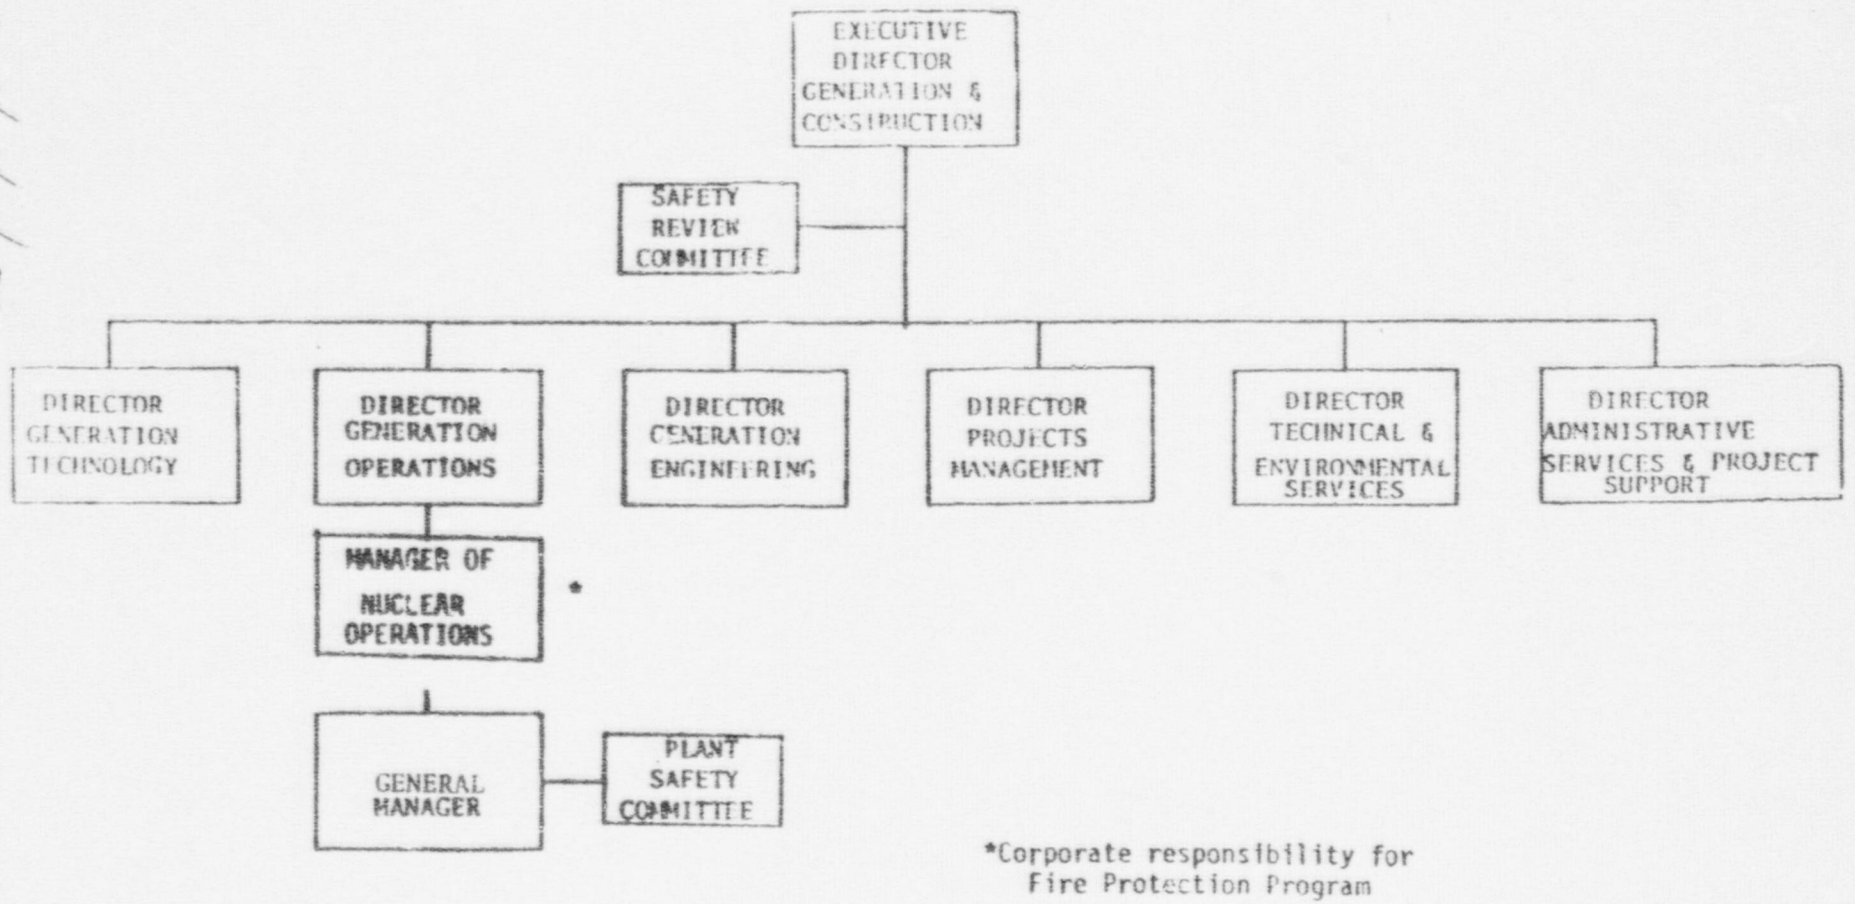 EXECUTIVE
DIRECTOR
GENERATION &
CONSTRUCTION
SAFETY
REVIEW
COMMITTEE
DIRECTOR
GENERATION
TECHNOLOGY
DIRECTOR
GENERATION
OPERATIONS
DIRECTOR
GENERATION
ENGINEERING
DIRECTOR
PROJECTS
MANAGEMENT
DIRECTOR
TECHNICAL &
ENVIRONMENTAL
SERVICES
DIRECTOR
ADMINISTRATIVE
SERVICES & PROJECT
SUPPORT
MANAGER OF
NUCLEAR
OPERATIONS
*
GENERAL
MANAGER
PLANT
SAFETY
COMMITTEE
*Corporate responsibility for
Fire Protection Program